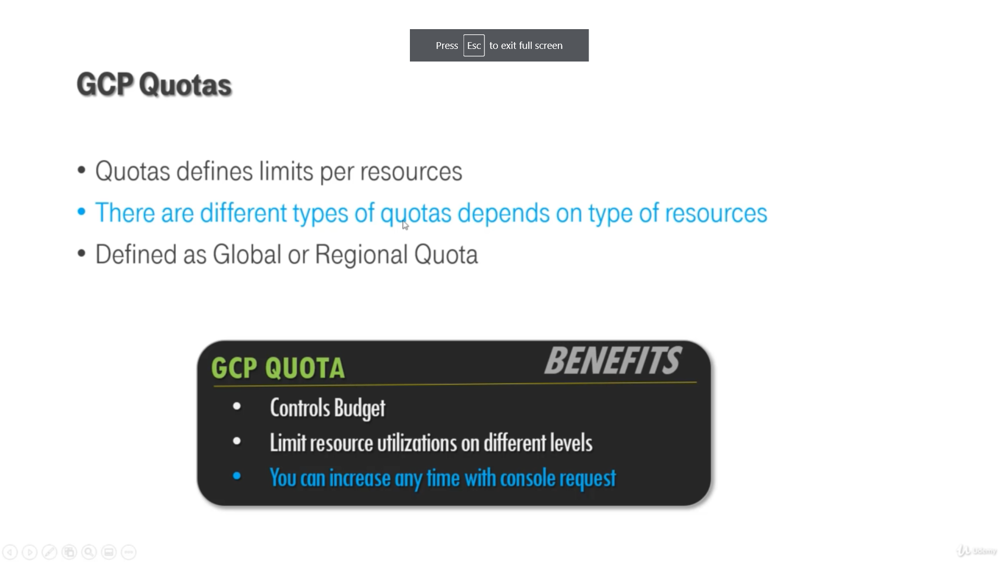 Press Esc to exit full screen
GCP Quotas
• Quotas defines limits per resources
• There are different types of quotas depends on type of resources
• Defined as Global or Regional Quota
GCP QUOTA BENEFITS
• Controls Budget
• Limit resource utilizations on different levels
• You can increase any time with console request
Udemy